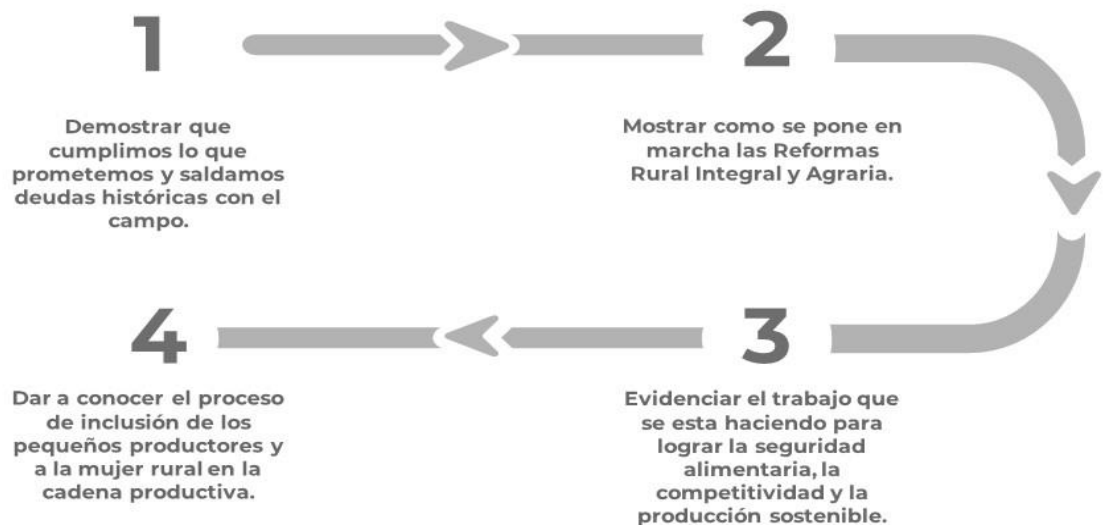 1
Demostrar que
cumplimos lo que
prometemos y saldamos
deudas históricas con el
campo.
2
Mostrar como se pone en
marcha las Reformas
Rural Integral y Agraria.
3
Evidenciar el trabajo que
se esta haciendo para
lograr la seguridad
alimentaria, la
competitividad y la
producción sostenible.
4
Dar a conocer el proceso
de inclusión de los
pequeños productores y
a la mujer rural en la
cadena productiva.